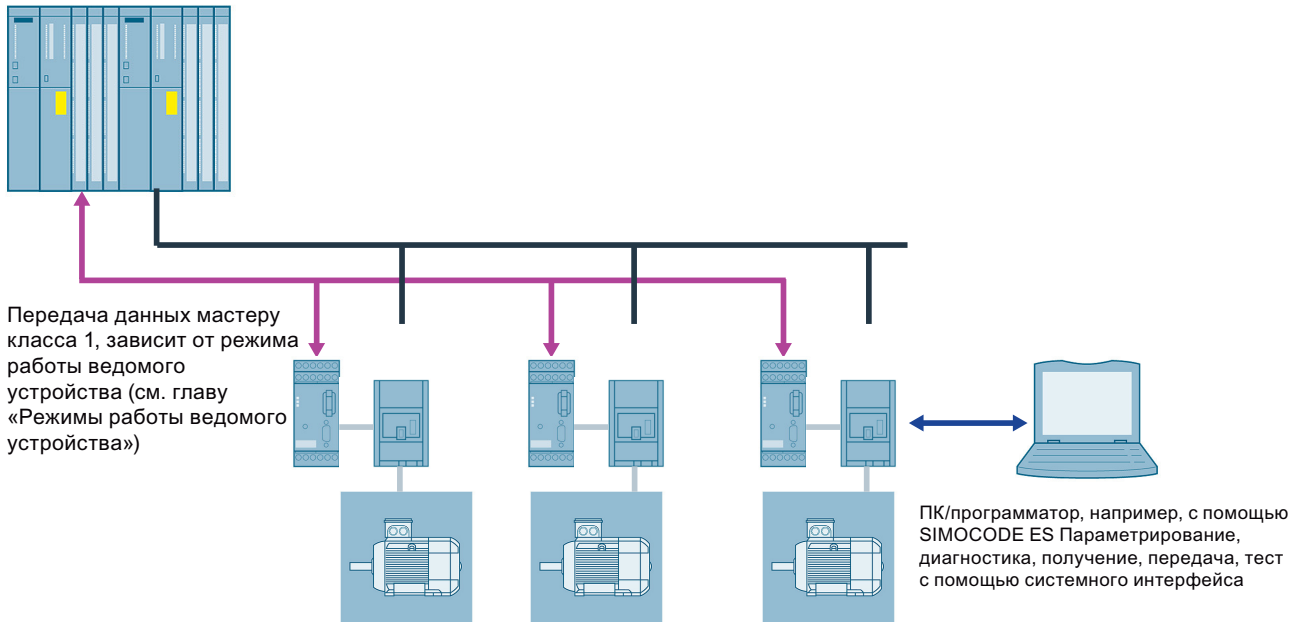 Передача данных мастеру
класса 1, зависит от режима
работы ведомого
устройства (см. главу
«Режимы работы ведомого
устройства»)
ПК/программатор, например, с помощью
SIMOCODE ES Параметрирование,
диагностика, получение, передача, тест
с помощью системного интерфейса